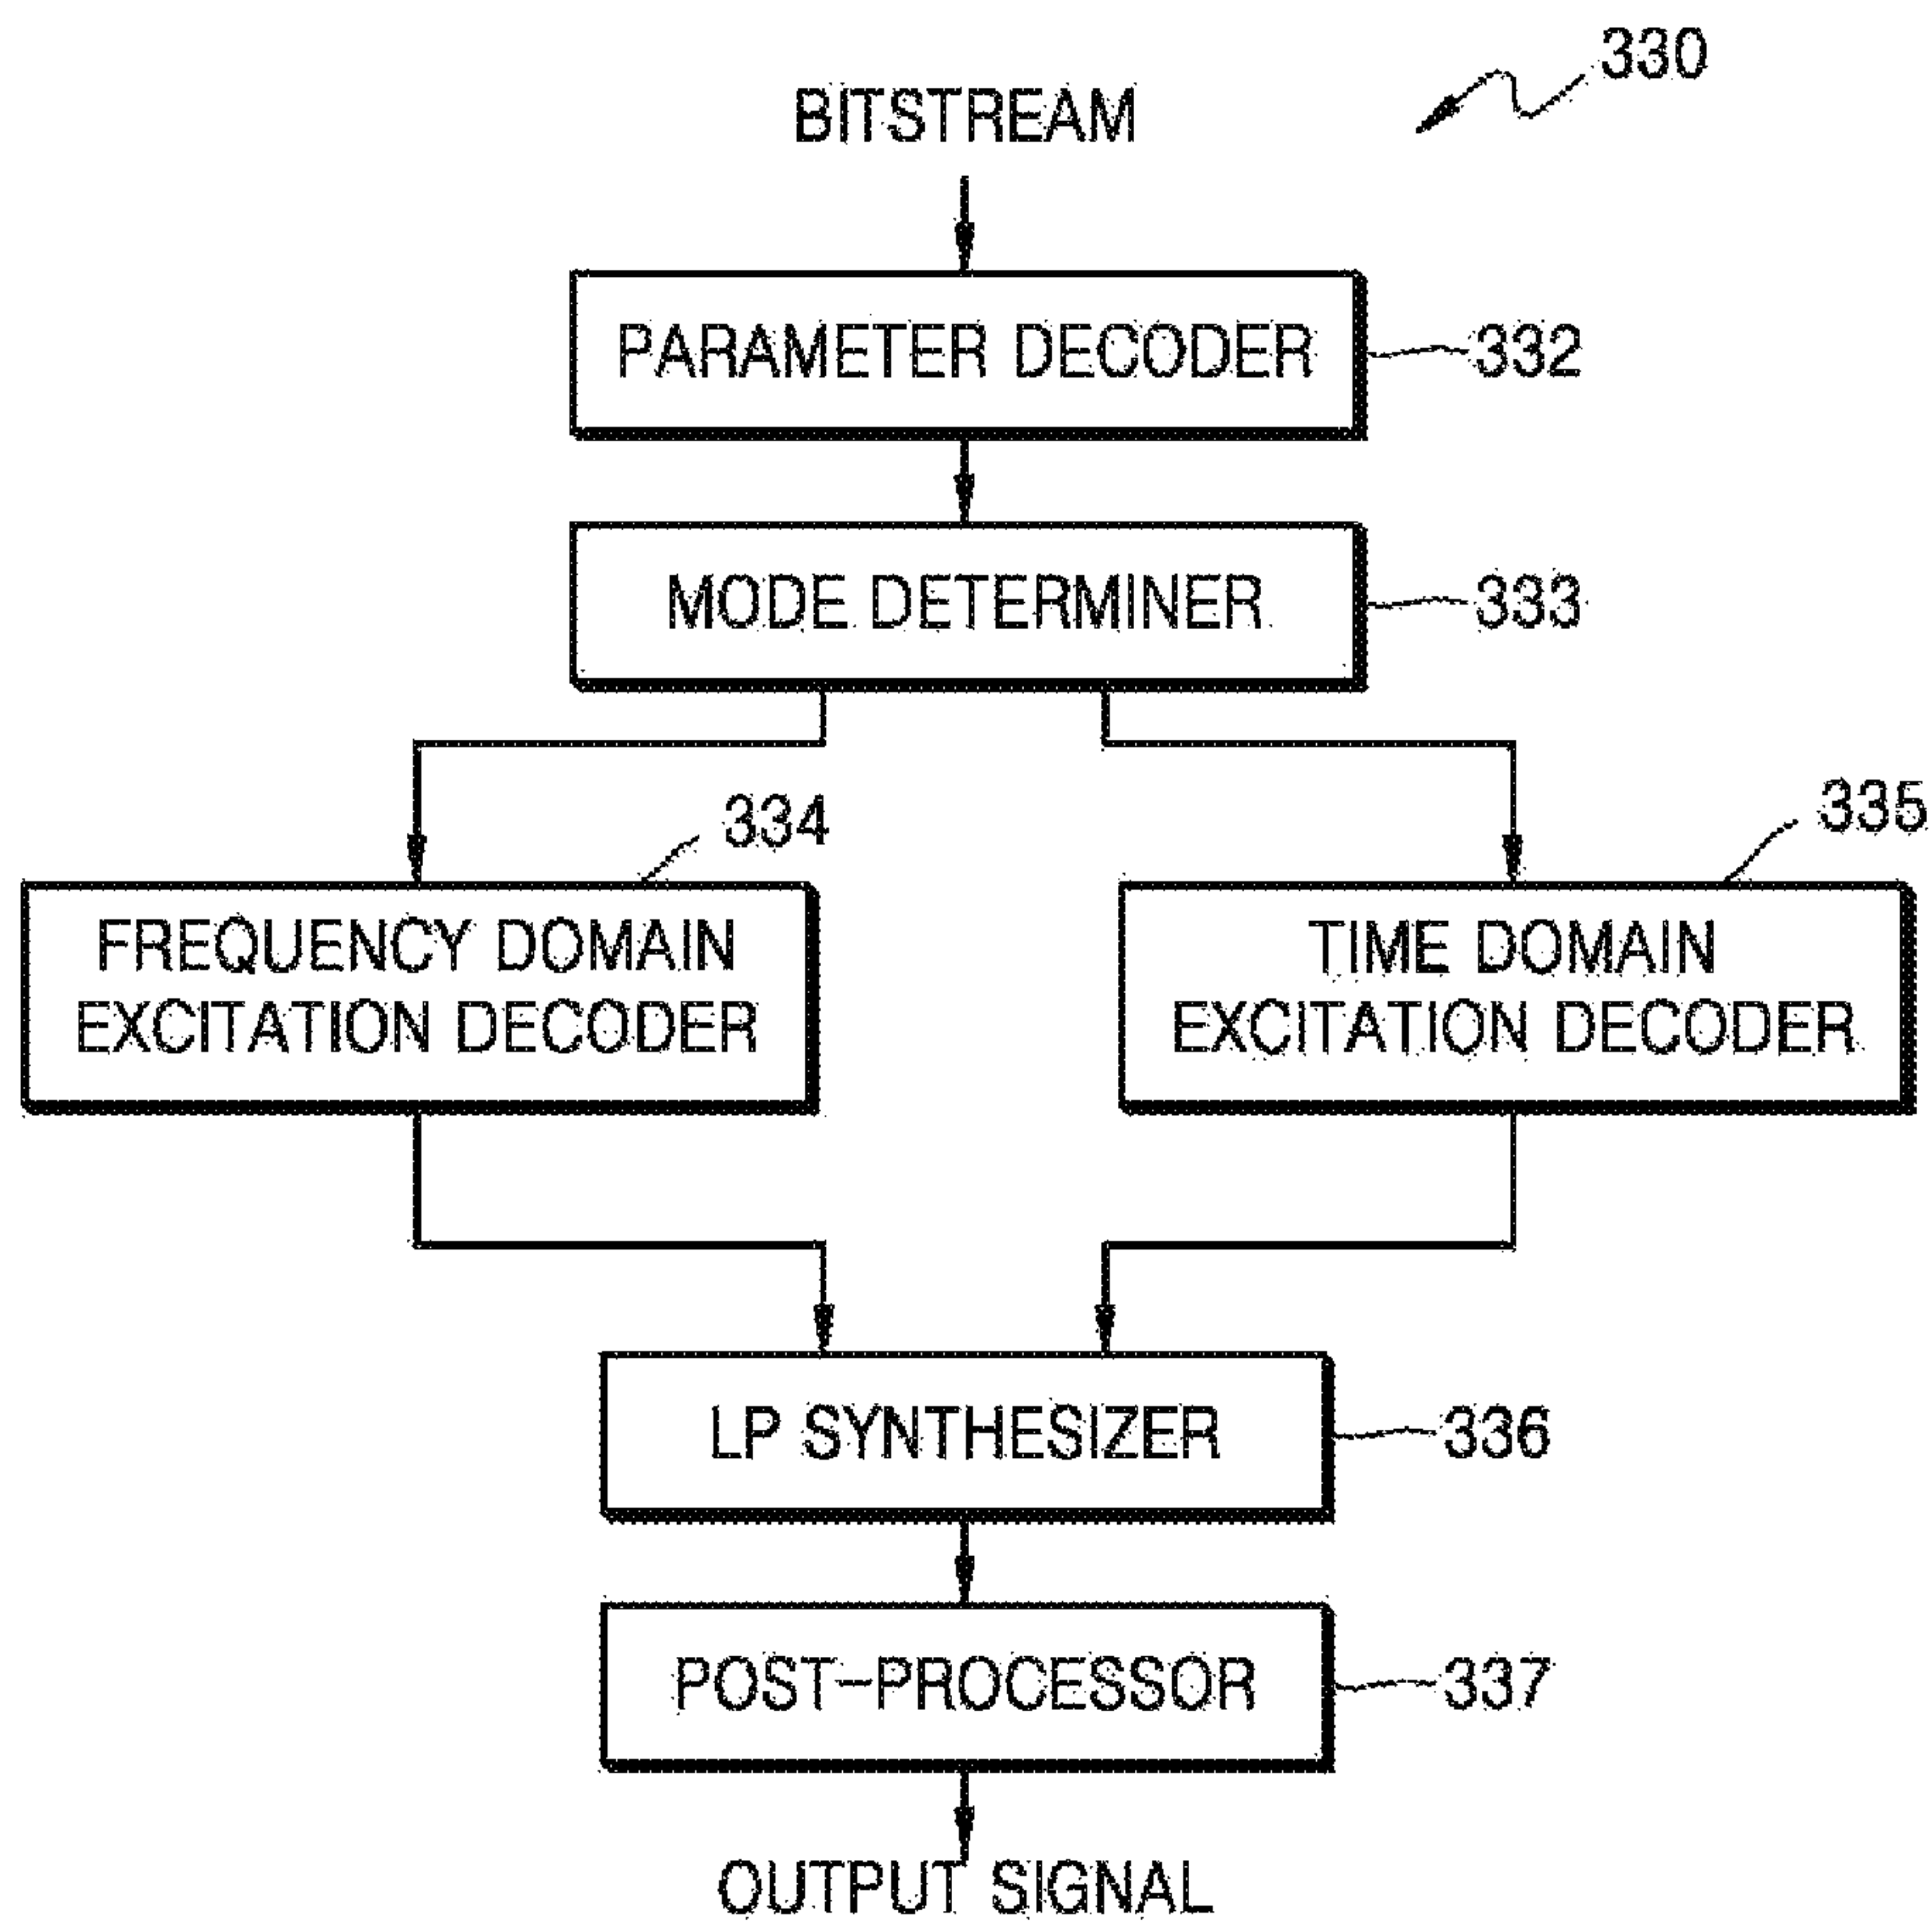 330
BITSTREAM
PARAMETER DECODER
332
MODE DETERMINER
333
334
335
FREQUENCY DOMAIN
EXCITATION DECODER
TIME DOMAIN
EXCITATION DECODER
LP SYNTHESIZER
336
POST-PROCESSOR
337
OUTPUT SIGNAL